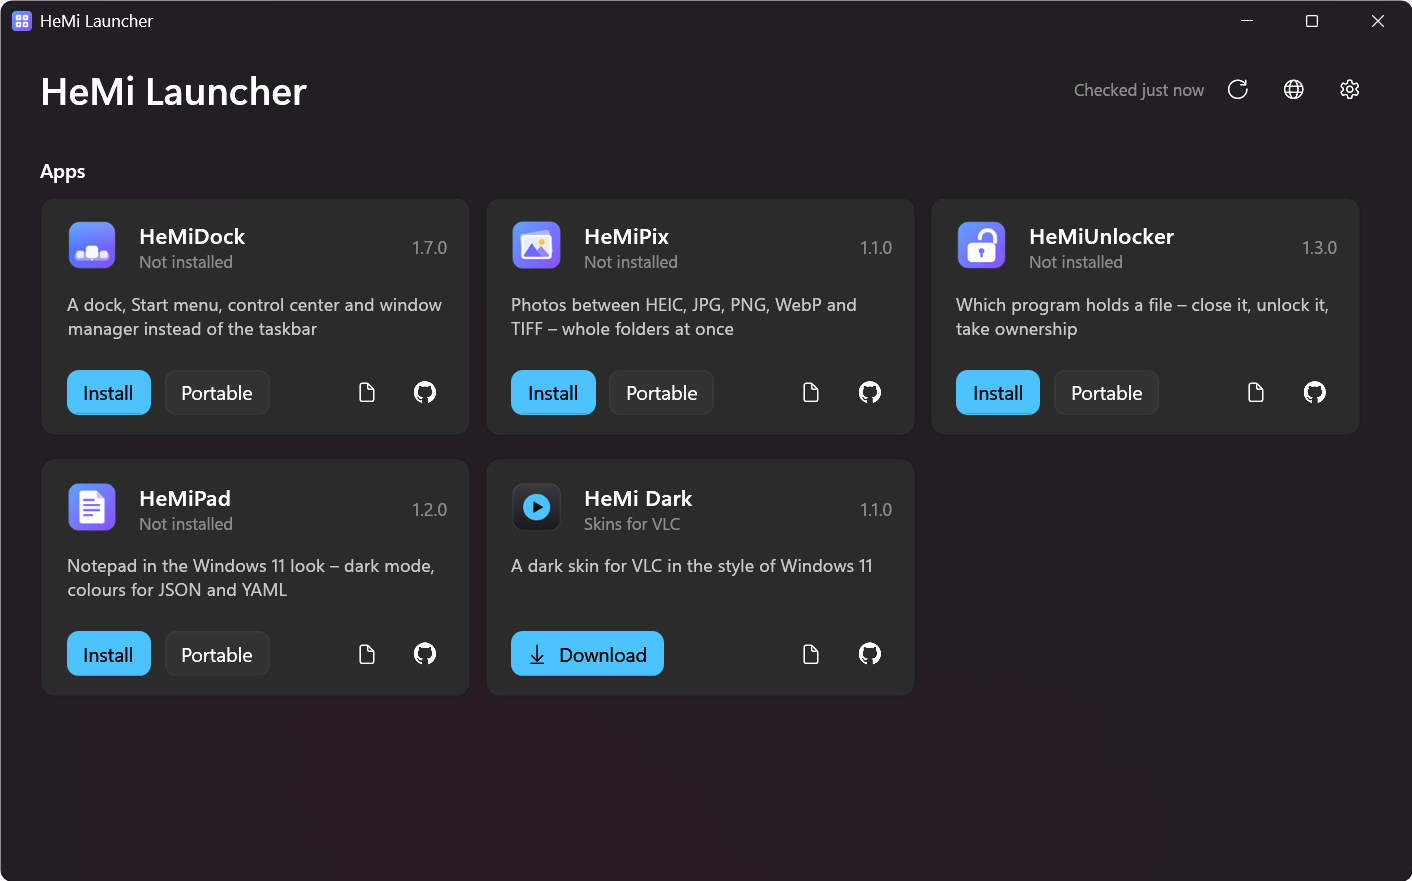 HeMi Launcher
HeMi Launcher
Checked just now
Apps
HeMiDock
Not installed
1.7.0
A dock, Start menu, control center and window
manager instead of the taskbar
Install
Portable
HeMiPix
Not installed
1.1.0
Photos between HEIC, JPG, PNG, WebP and
TIFF – whole folders at once
Install
Portable
HeMiUnlocker
Not installed
1.3.0
Which program holds a file – close it, unlock it,
take ownership
Install
Portable
HeMiPad
Not installed
1.2.0
Notepad in the Windows 11 look – dark mode,
colours for JSON and YAML
Install
Portable
HeMi Dark
Skins for VLC
1.1.0
A dark skin for VLC in the style of Windows 11
Download